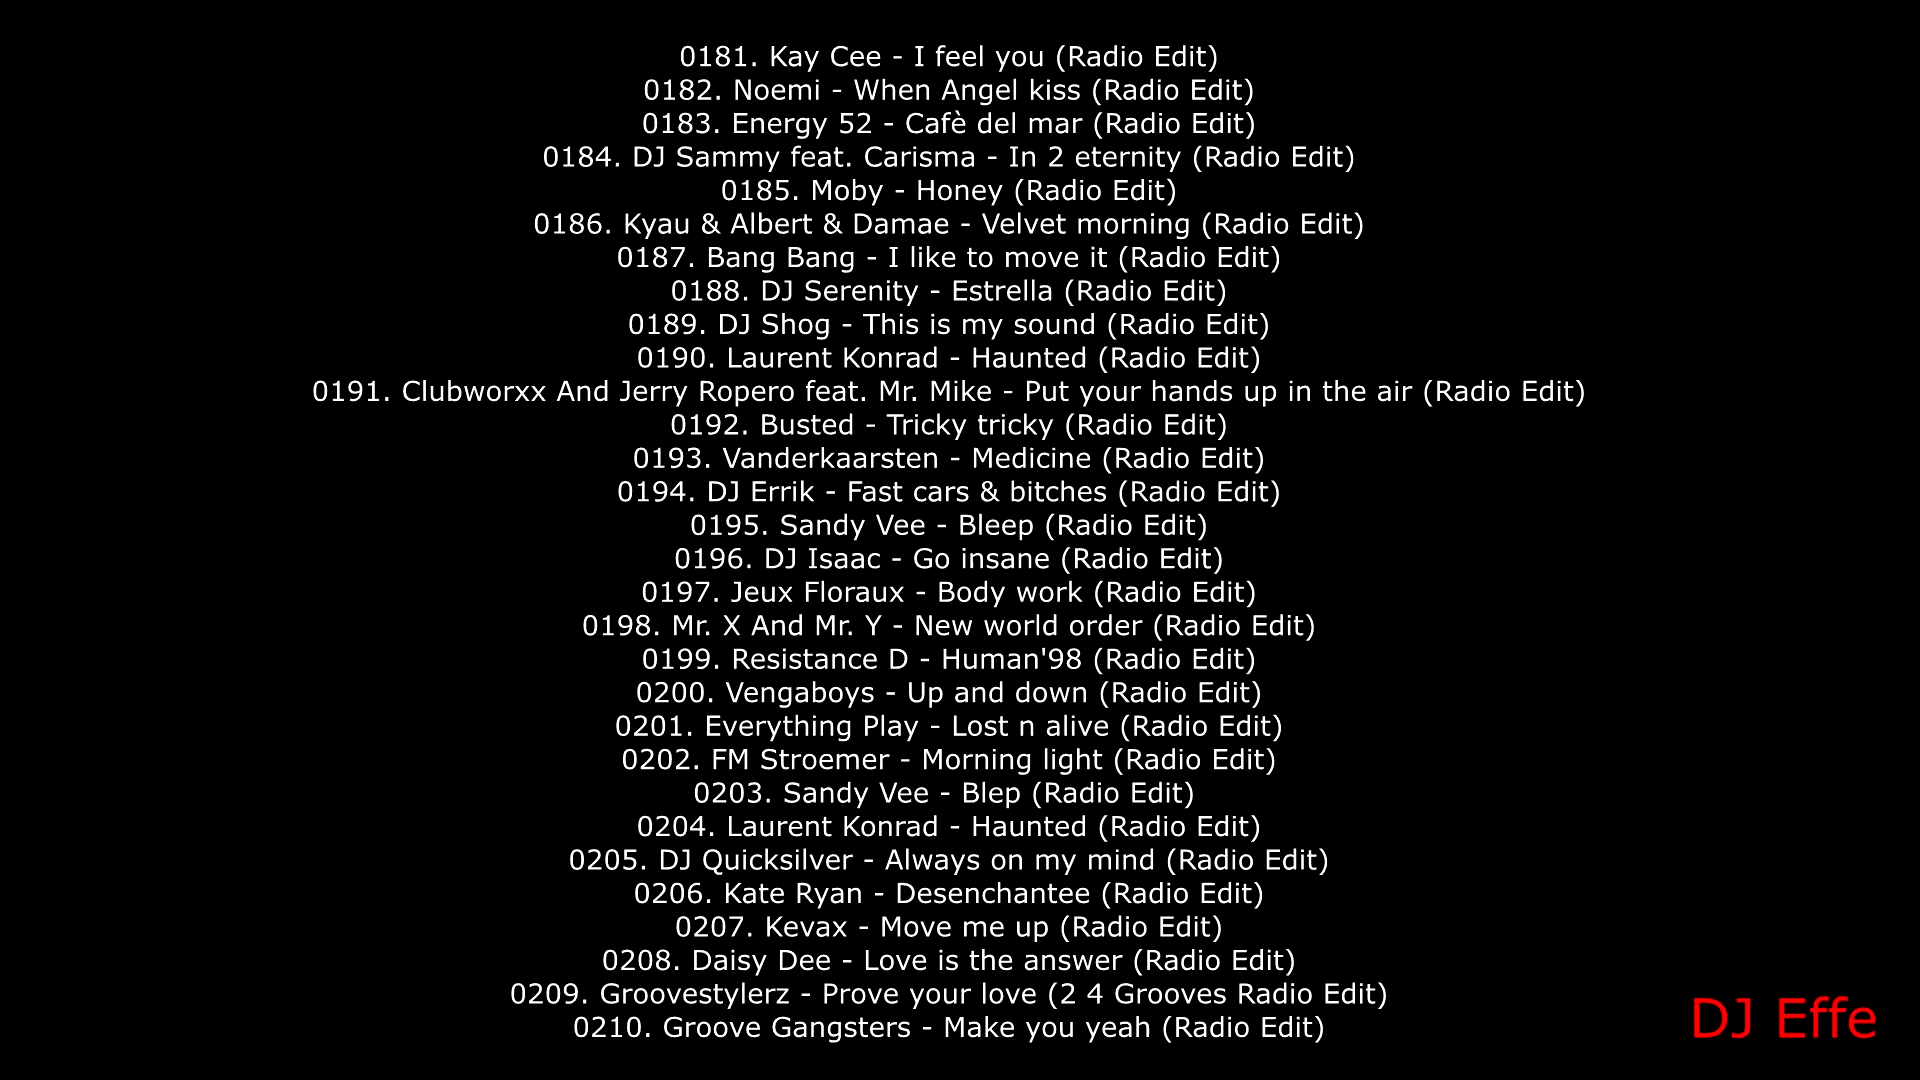 0181. Kay Cee - I feel you (Radio Edit)
0182. Noemi - When Angel kiss (Radio Edit)
0183. Energy 52 - Cafè del mar (Radio Edit)
0184. DJ Sammy feat. Carisma - In 2 eternity (Radio Edit)
0185. Moby - Honey (Radio Edit)
0186. Kyau & Albert & Damae - Velvet morning (Radio Edit)
0187. Bang Bang - I like to move it (Radio Edit)
0188. DJ Serenity - Estrella (Radio Edit)
0189. DJ Shog - This is my sound (Radio Edit)
0190. Laurent Konrad - Haunted (Radio Edit)
0191. Clubworxx And Jerry Ropero feat. Mr. Mike - Put your hands up in the air (Radio Edit)
0192. Busted - Tricky tricky (Radio Edit)
0193. Vanderkaarsten - Medicine (Radio Edit)
0194. DJ Errik - Fast cars & bitches (Radio Edit)
0195. Sandy Vee - Bleep (Radio Edit)
0196. DJ Isaac - Go insane (Radio Edit)
0197. Jeux Floraux - Body work (Radio Edit)
0198. Mr. X And Mr. Y - New world order (Radio Edit)
0199. Resistance D - Human'98 (Radio Edit)
0200. Vengaboys - Up and down (Radio Edit)
0201. Everything Play - Lost n alive (Radio Edit)
0202. FM Stroemer - Morning light (Radio Edit)
0203. Sandy Vee - Blep (Radio Edit)
0204. Laurent Konrad - Haunted (Radio Edit)
0205. DJ Quicksilver - Always on my mind (Radio Edit)
0206. Kate Ryan - Desenchantee (Radio Edit)
0207. Kevax - Move me up (Radio Edit)
0208. Daisy Dee - Love is the answer (Radio Edit)
0209. Groovestylerz - Prove your love (2 4 Grooves Radio Edit)
0210. Groove Gangsters - Make you yeah (Radio Edit)
DJ Effe